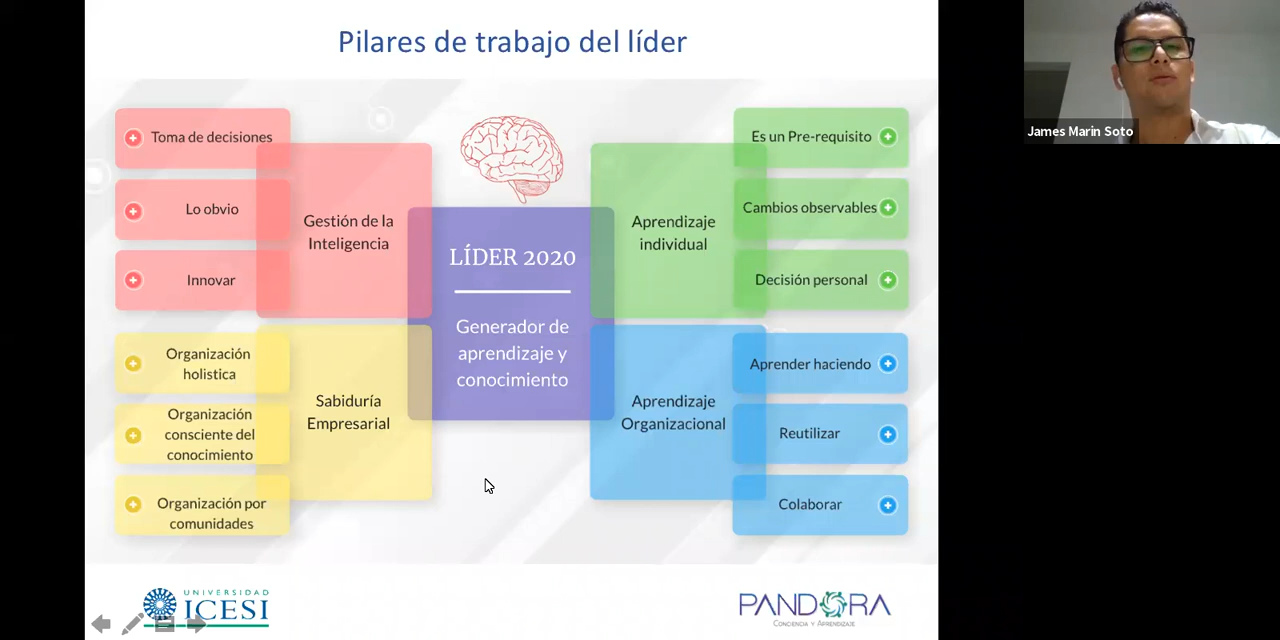 Pilares de trabajo del líder
James Marin Soto
Toma de decisiones
Lo obvio
Innovar
Gestión de la
Inteligencia
Organización
holistica
Organización
consciente del
conocimiento
Organización por
comunidades
Sabiduría
Empresarial
LÍDER 2020
Generador de
aprendizaje y
conocimiento
Aprendizaje
individual
Es un Pre-requisito
Cambios observables
Decisión personal
Aprendizaje
Organizacional
Aprender haciendo
Reutilizar
Colaborar
UNIVERSIDAD
ICESI
PANDORA
CONCIENCIA Y APRENDIZAJE